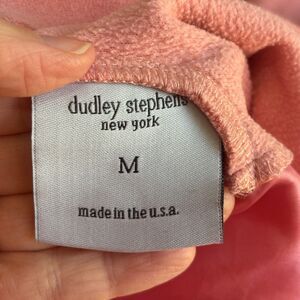 dudley stephens
new york
M
made in the u.s.a.